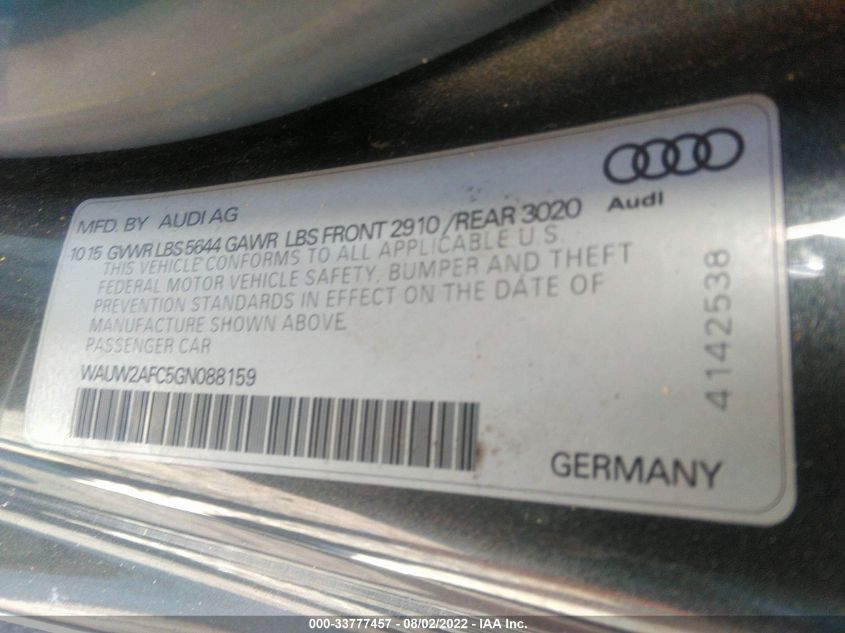 Audi
MFD. BY AUDI AG
10 15 GVWR LBS 5644 GAWR LBS FRONT 2910 / REAR 3020
THIS VEHICLE CONFORMS TO ALL APPLICABLE U.S.
FEDERAL MOTOR VEHICLE SAFETY, BUMPER AND THEFT
PREVENTION STANDARDS IN EFFECT ON THE DATE OF
MANUFACTURE SHOWN ABOVE.
PASSENGER CAR
WAUW2AFC5GN088159
4142538
GERMANY
000-33777457 - 08/02/2022 - IAA Inc.